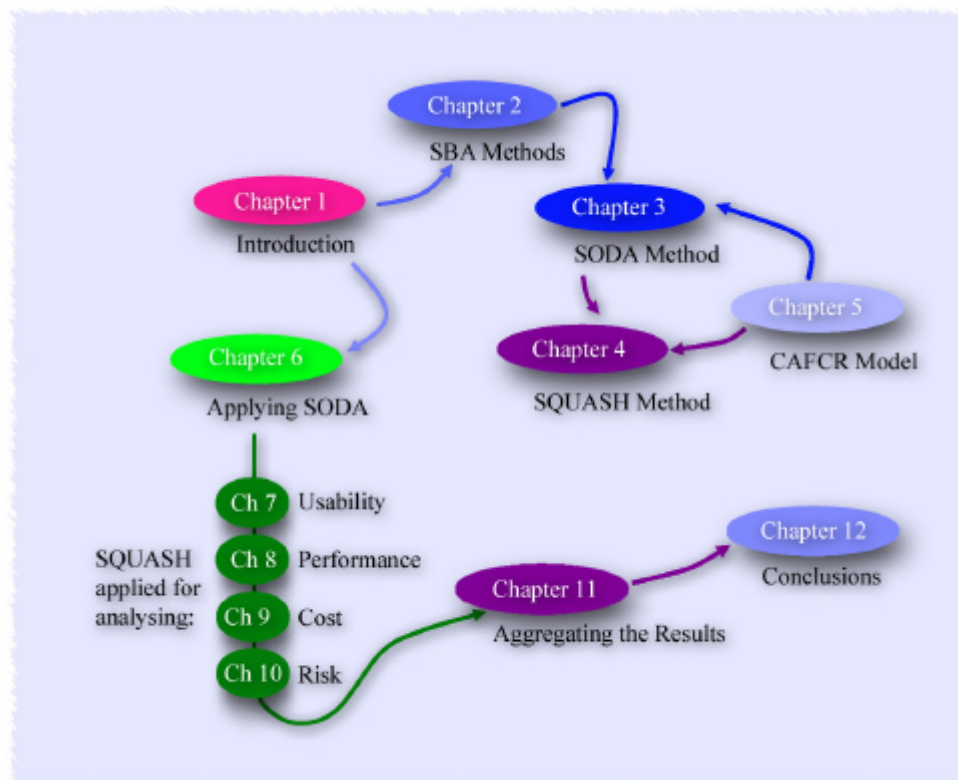 Chapter 2
SBA Methods
Chapter 1
Introduction
Chapter 3
SODA Method
Chapter 5
CAFCR Model
Chapter 4
SQUASH Method
Chapter 6
Applying SODA
SQUASH
applied for
analysing:
Ch 7 Usability
Ch 8 Performance
Ch 9 Cost
Ch 10 Risk
Chapter 11
Aggregating the Results
Chapter 12
Conclusions